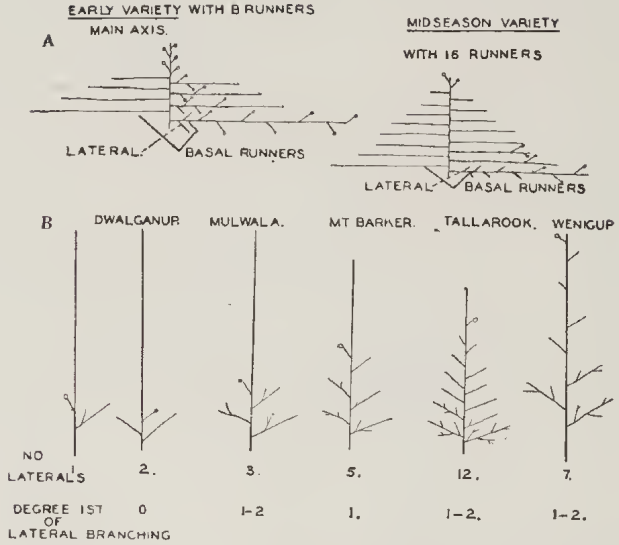 EARLY VARIETY WITH 8 RUNNERS
MAIN AXIS.
MIDSEASON VARIETY
A
WITH 16 RUNNERS
LATERAL.
BASAL RUNNERS
LATERAL
BASAL RUNNERS
B
DWALGANUP
MULWALA.
MT BARKER.
TALLAROOK.
WENIGUP
NO
LATERALS
1.
2.
3.
5.
12.
7.
DEGREE 1ST
OF
LATERAL BRANCHING
0
1-2
1.
1-2.
1-2.